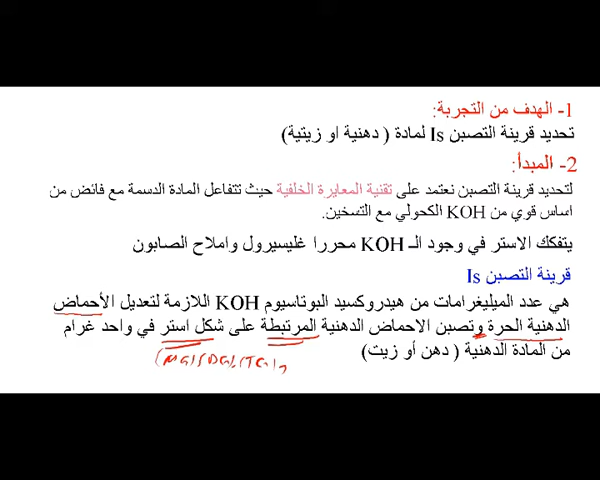 1- الهدف من التجربة:
تحديد قرينة التصبن Is لمادة ( دهنية او زيتية)
2- المبدأ:
لتحديد قرينة التصبن نعتمد على تقنية المعايرة الخلفية حيث تتفاعل المادة الدسمة مع فائض من
اساس قوي من KOH الكحولي مع التسخين.
يتفكك الاستر في وجود الـ KOH محررا غليسيرول واملاح الصابون
قرينة التصبن Is
هي عدد الميليغرامات من هيدروكسيد البوتاسيوم KOH اللازمة لتعديل الأحماض
الدهنية الحرة وتصبن الاحماض الدهنية المرتبطة على شكل استر في واحد غرام
من المادة الدهنية ( دهن أو زيت)